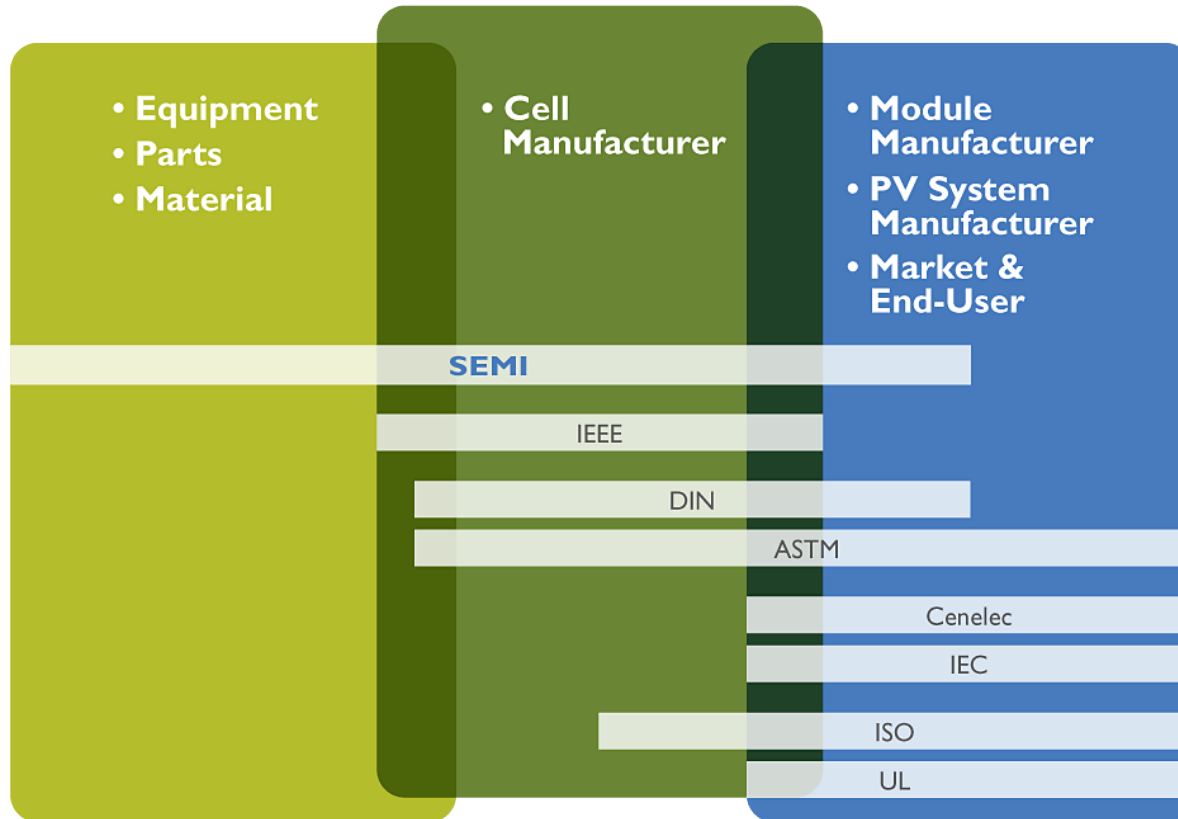 • Equipment
• Parts
• Material
• Cell
Manufacturer
• Module
Manufacturer
• PV System
Manufacturer
• Market &
End-User
SEMI
IEEE
DIN
ASTM
Cenelec
IEC
ISO
UL